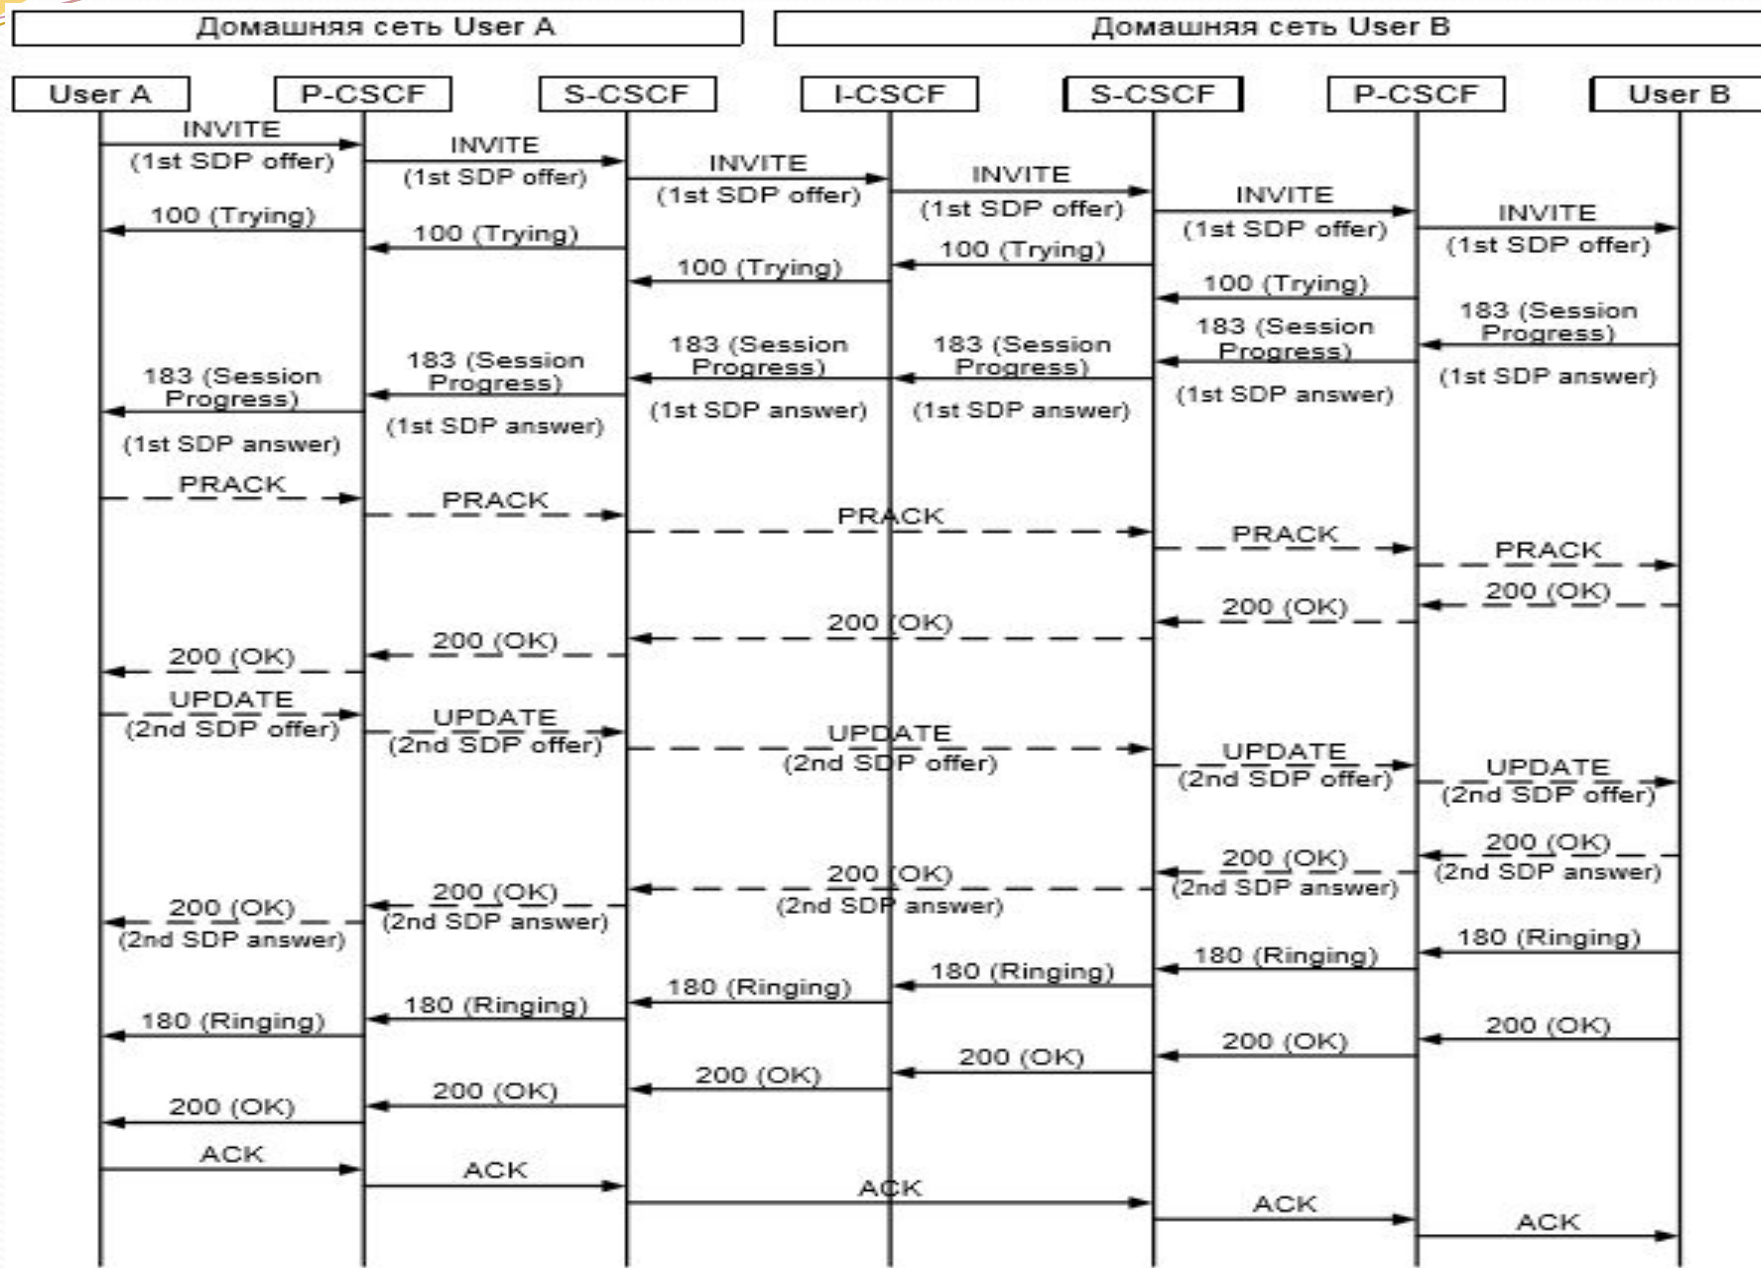 Домашняя сеть User A
Домашняя сеть User B
User A
P-CSCF
S-CSCF
I-CSCF
S-CSCF
P-CSCF
User B
INVITE
(1st SDP offer)
INVITE
(1st SDP offer)
INVITE
(1st SDP offer)
INVITE
(1st SDP offer)
INVITE
(1st SDP offer)
INVITE
(1st SDP offer)
100 (Trying)
100 (Trying)
100 (Trying)
100 (Trying)
100 (Trying)
183 (Session
Progress)
(1st SDP answer)
183 (Session
Progress)
(1st SDP answer)
183 (Session
Progress)
(1st SDP answer)
183 (Session
Progress)
(1st SDP answer)
183 (Session
Progress)
(1st SDP answer)
183 (Session
Progress)
(1st SDP answer)
PRACK
PRACK
PRACK
PRACK
PRACK
200 (OK)
200 (OK)
200 (OK)
200 (OK)
200 (OK)
UPDATE
(2nd SDP offer)
UPDATE
(2nd SDP offer)
UPDATE
(2nd SDP offer)
UPDATE
(2nd SDP offer)
UPDATE
(2nd SDP offer)
200 (OK)
(2nd SDP answer)
200 (OK)
(2nd SDP answer)
200 (OK)
(2nd SDP answer)
200 (OK)
(2nd SDP answer)
200 (OK)
(2nd SDP answer)
180 (Ringing)
180 (Ringing)
180 (Ringing)
180 (Ringing)
180 (Ringing)
180 (Ringing)
200 (OK)
200 (OK)
200 (OK)
200 (OK)
200 (OK)
200 (OK)
ACK
ACK
ACK
ACK
ACK